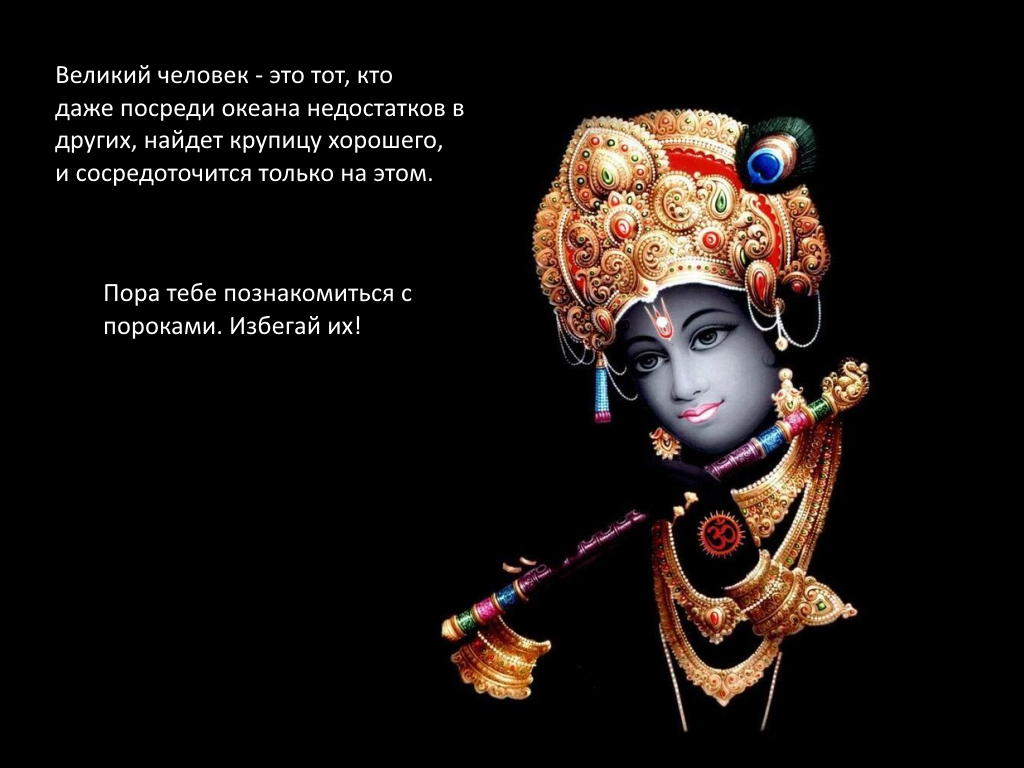 Великий человек - это тот, кто
даже посреди океана недостатков в
других, найдет крупицу хорошего,
и сосредоточится только на этом.
Пора тебе познакомиться с
пороками. Избегай их!
ॐ